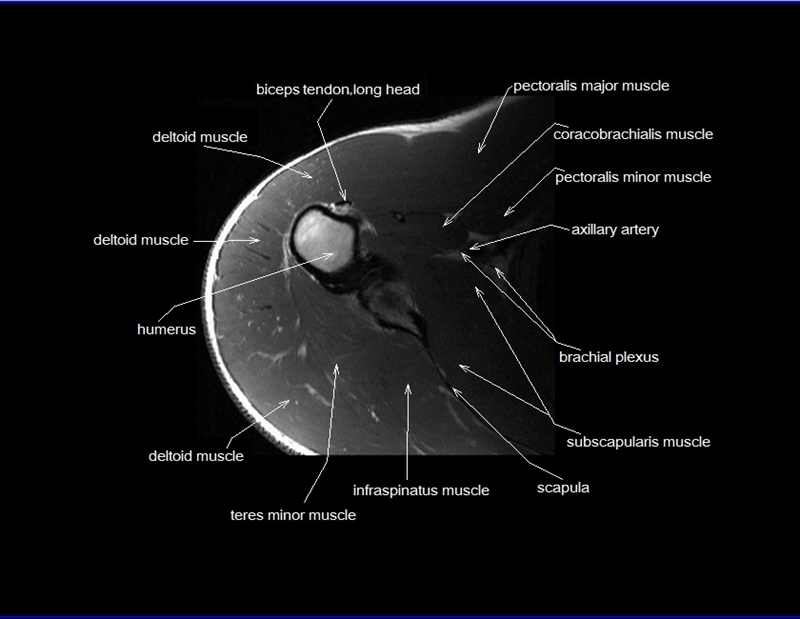 biceps tendon,long head
pectoralis major muscle
deltoid muscle
coracobrachialis muscle
pectoralis minor muscle
deltoid muscle
axillary artery
humerus
brachial plexus
subscapularis muscle
deltoid muscle
infraspinatus muscle
scapula
teres minor muscle